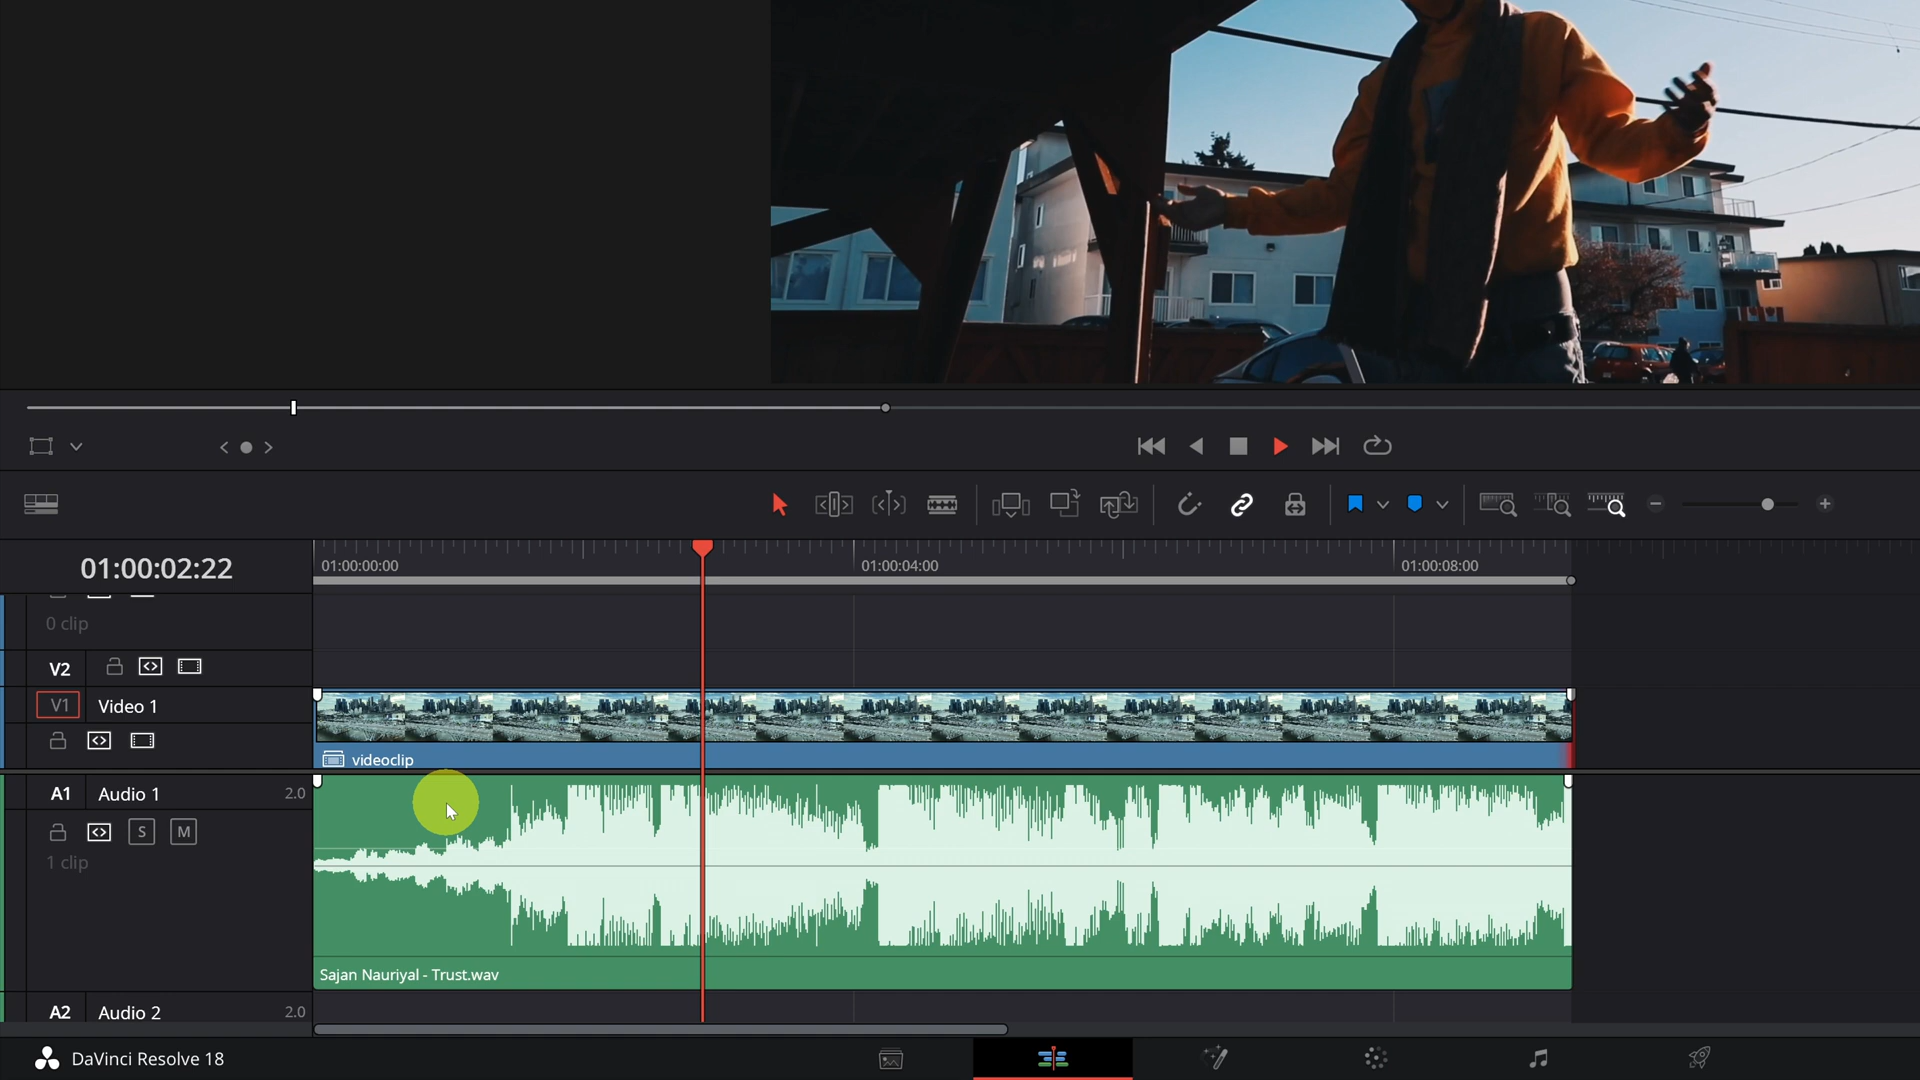 01:00:02:22
01:00:00:00
01:00:04:00
01:00:08:00
0 clip
V2
V1 Video 1
videoclip
A1 Audio 1 2.0
S M
1 clip
Sajan Nauriyal - Trust.wav
A2 Audio 2 2.0
DaVinci Resolve 18